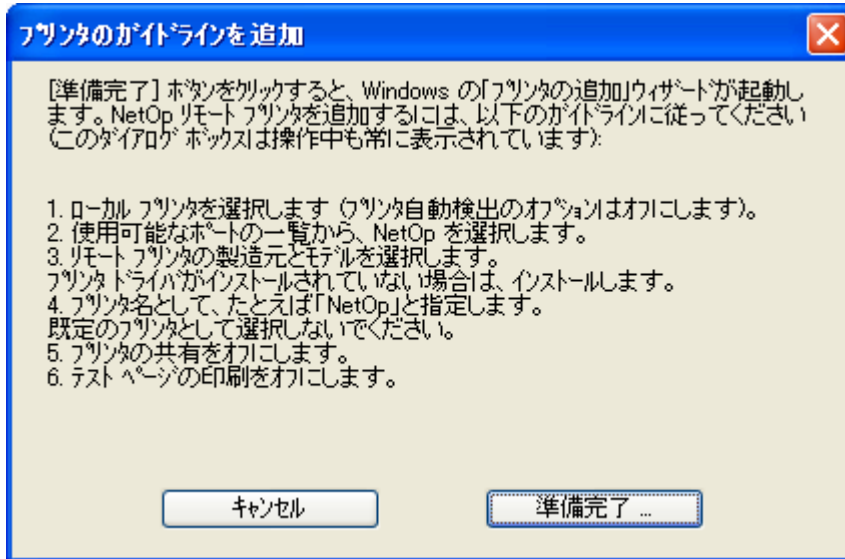 プリンタのガイドラインを追加
[準備完了] ボタンをクリックすると、Windows の「プリンタの追加」ウィザードが起動し
ます。NetOp リモート プリンタを追加するには、以下のガイドラインに従ってください
(このダイアログ ボックスは操作中も常に表示されています):
1. ローカル プリンタを選択します (プリンタ自動検出のオプションはオフにします)。
2. 使用可能なポートの一覧から、NetOp を選択します。
3. リモート プリンタの製造元とモデルを選択します。
プリンタ ドライバがインストールされていない場合は、インストールします。
4. プリンタ名として、たとえば「NetOp」と指定します。
既定のプリンタとして選択しないでください。
5. プリンタの共有をオフにします。
6. テスト ページの印刷をオフにします。
キャンセル
準備完了 ...